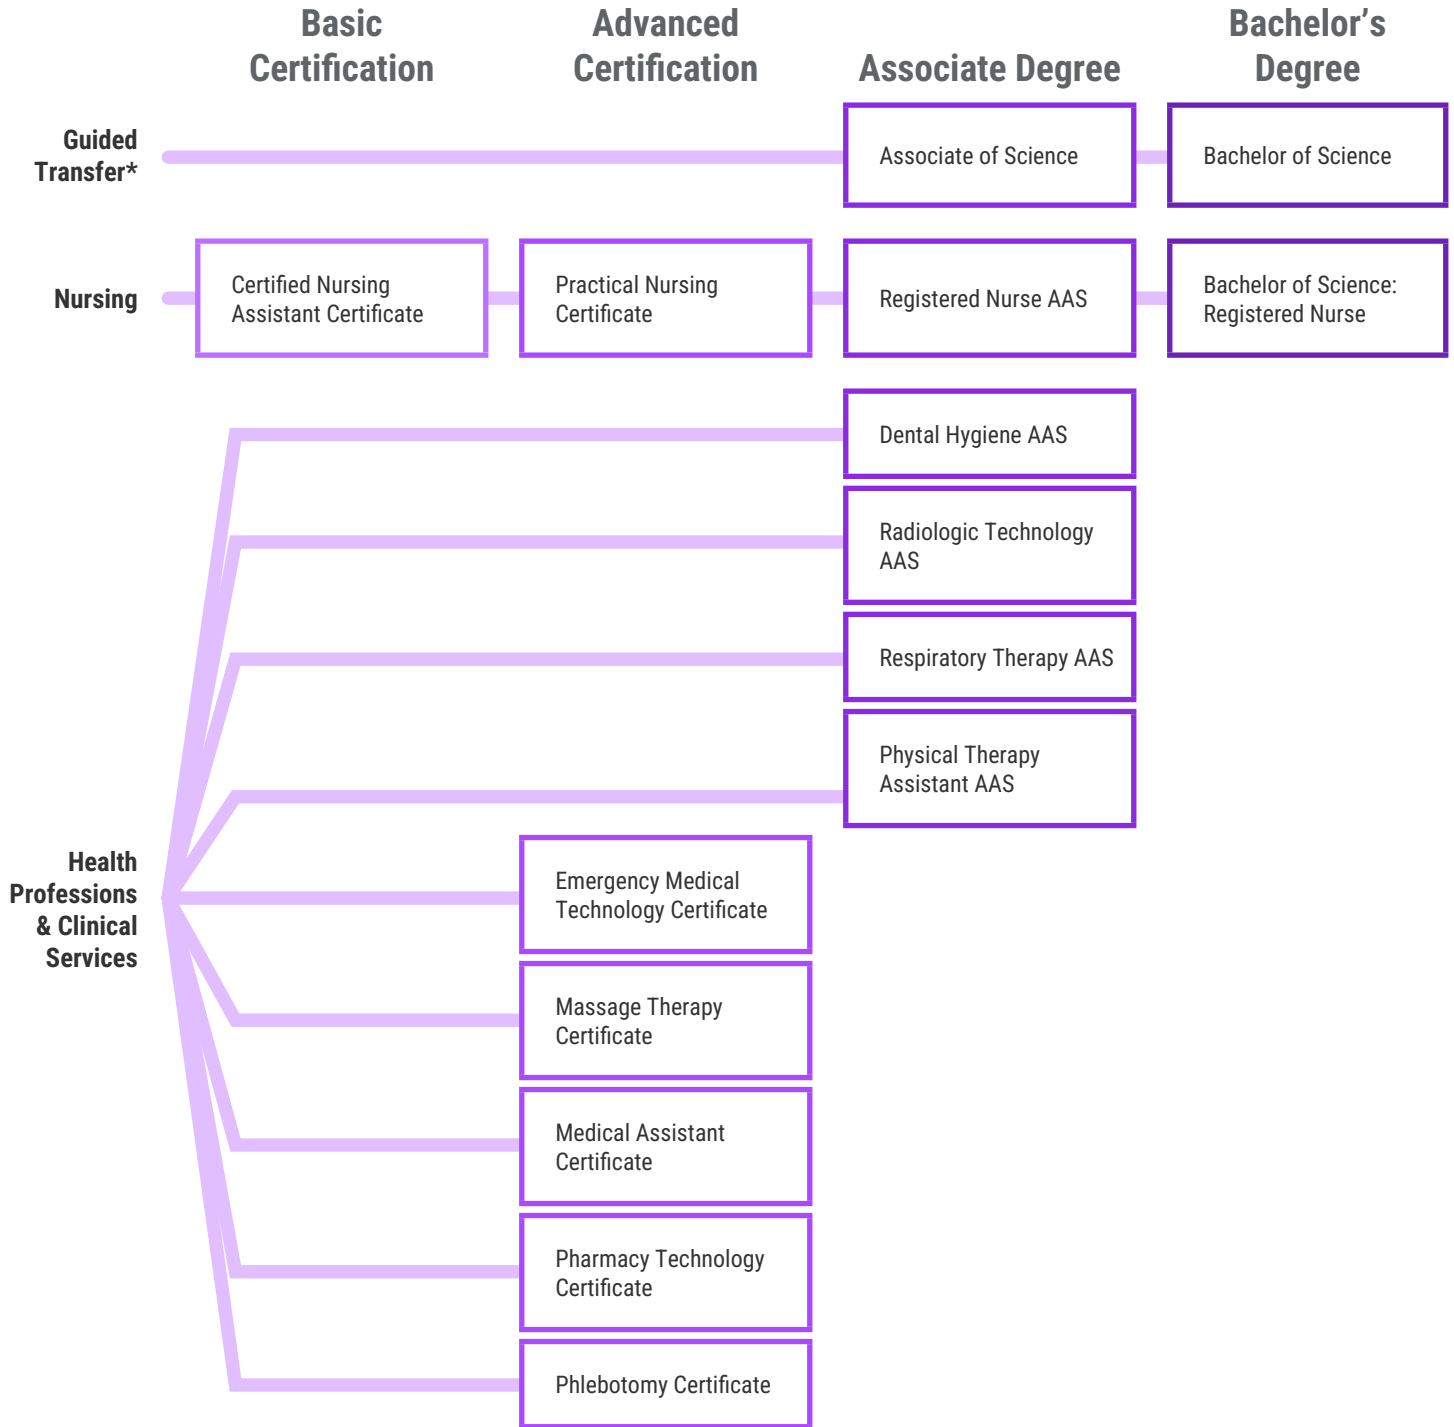 Basic
Certification
Advanced
Certification
Associate Degree
Bachelor’s
Degree
Guided
Transfer*
Associate of Science
Bachelor of Science
Nursing
Certified Nursing
Assistant Certificate
Practical Nursing
Certificate
Registered Nurse AAS
Bachelor of Science:
Registered Nurse
Health
Professions
& Clinical
Services
Dental Hygiene AAS
Radiologic Technology
AAS
Respiratory Therapy AAS
Physical Therapy
Assistant AAS
Emergency Medical
Technology Certificate
Massage Therapy
Certificate
Medical Assistant
Certificate
Pharmacy Technology
Certificate
Phlebotomy Certificate